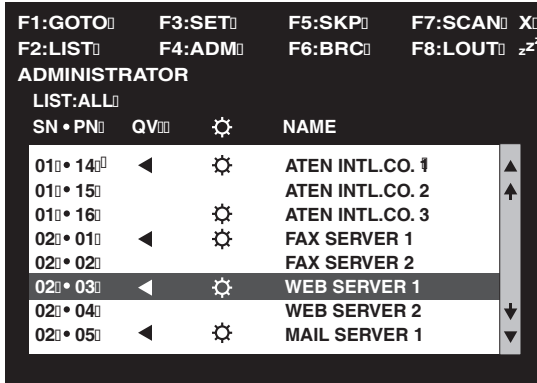 F1:GOTO F3:SET F5:SKP F7:SCAN X
F2:LIST F4:ADM F6:BRC F8:LOUT zzz
ADMINISTRATOR
LIST:ALL
SN • PN QV NAME
01 • 14 ATEN INTL.CO. 1
01 • 15 ATEN INTL.CO. 2
01 • 16 ATEN INTL.CO. 3
02 • 01 FAX SERVER 1
02 • 02 FAX SERVER 2
02 • 03 WEB SERVER 1
02 • 04 WEB SERVER 2
02 • 05 MAIL SERVER 1